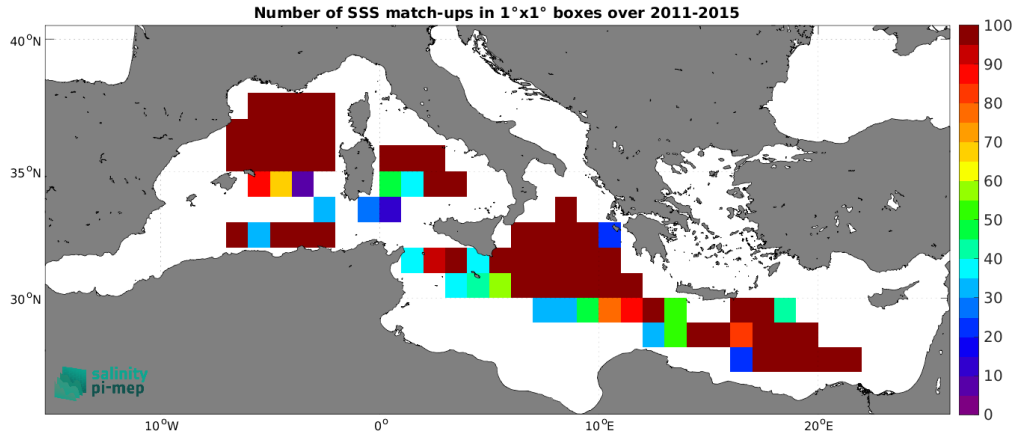 Number of SSS match-ups in 1°x1° boxes over 2011-2015
40°N
35°N
30°N
10°W
0°
10°E
20°E
100
90
80
70
60
50
40
30
20
10
0
salinity
pi-mep